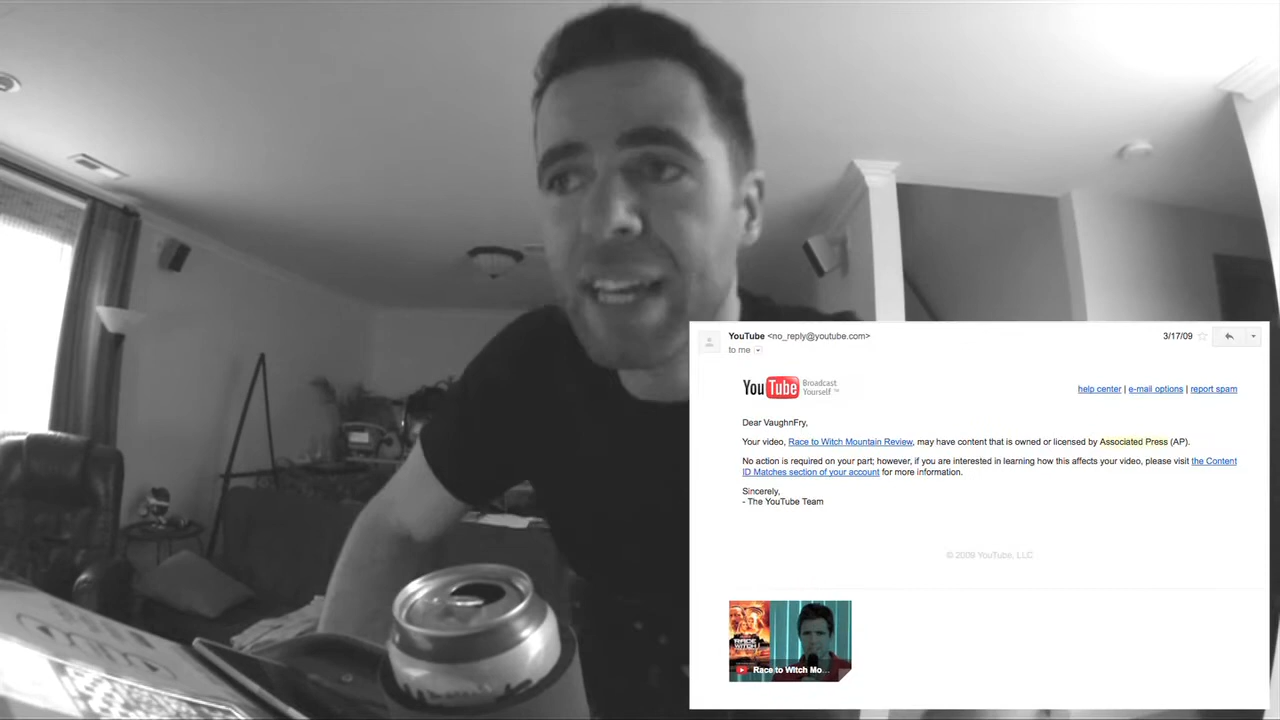 YouTube <no_reply@youtube.com>
3/17/09
to me
You Tube Broadcast
Yourself ™
help center | e-mail options | report spam
Dear VaughnFry,
Your video, Race to Witch Mountain Review, may have content that is owned or licensed by Associated Press (AP).
No action is required on your part; however, if you are interested in learning how this affects your video, please visit the Content
ID Matches section of your account for more information.
Sincerely,
- The YouTube Team
© 2009 YouTube, LLC
RACE
WITCH
Race to Witch Mo...